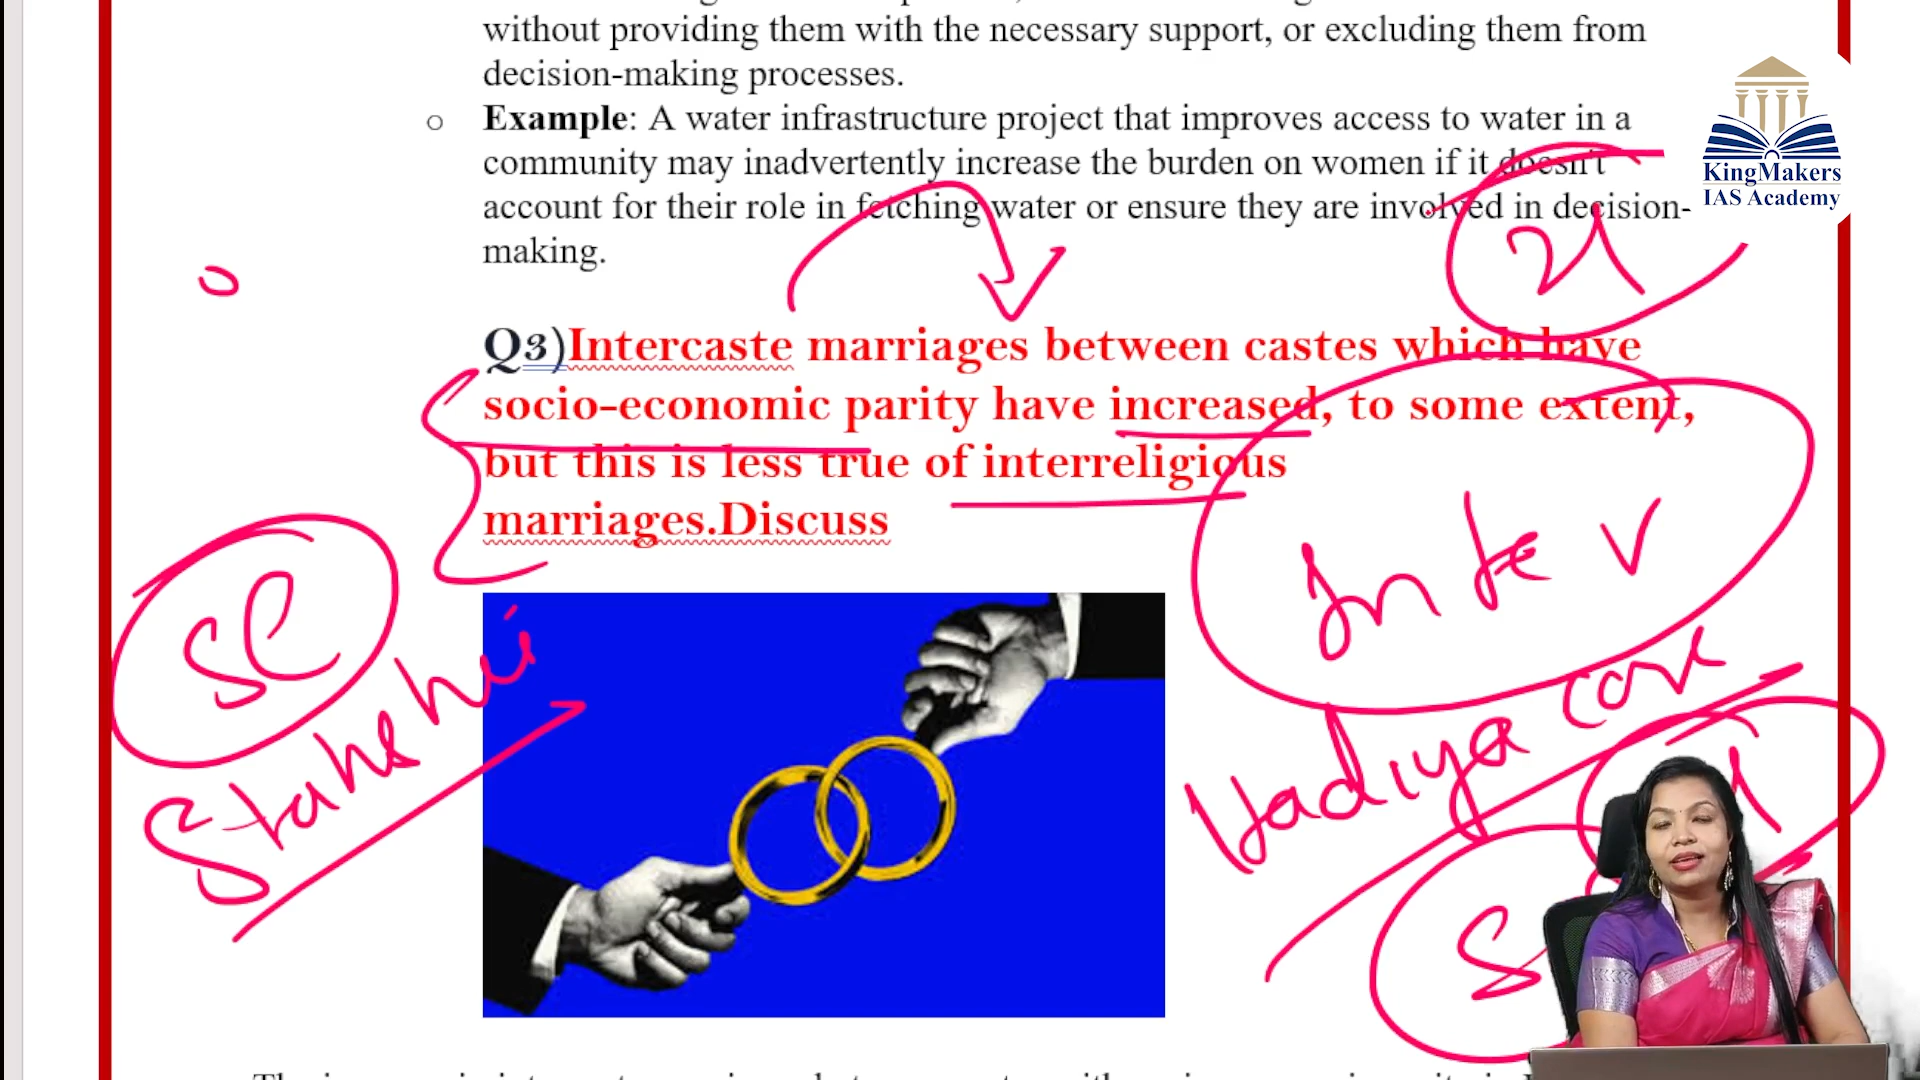 without providing them with the necessary support, or excluding them from
decision-making processes.
o Example: A water infrastructure project that improves access to water in a
community may inadvertently increase the burden on women if it doesn't
account for their role in fetching water or ensure they are involved in decision-
making.
KingMakers
IAS Academy
21
Q3)Intercaste marriages between castes which have
socio-economic parity have increased, to some extent,
but this is less true of interreligious
marriages.Discuss
SC
Inter
Hadiya case
S